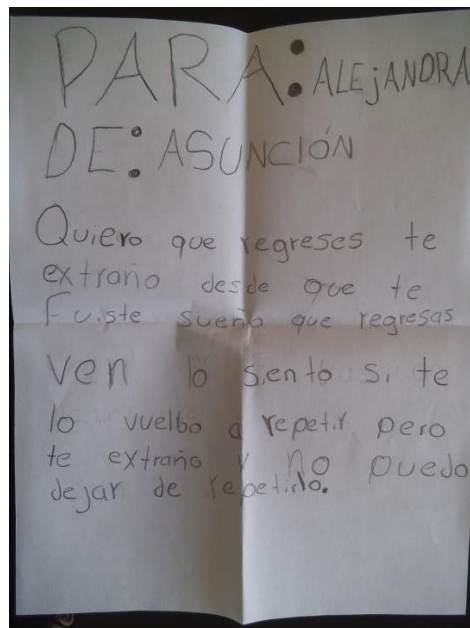 PARA: ALEjANDRA
DE: ASUNCIÓN
Quiero que regreses te
extraño desde que te
Fuiste sueño que regresas
ven lo siento si te
lo vuelbo a repetir pero
te extraño y no puedo
dejar de repetirlo.